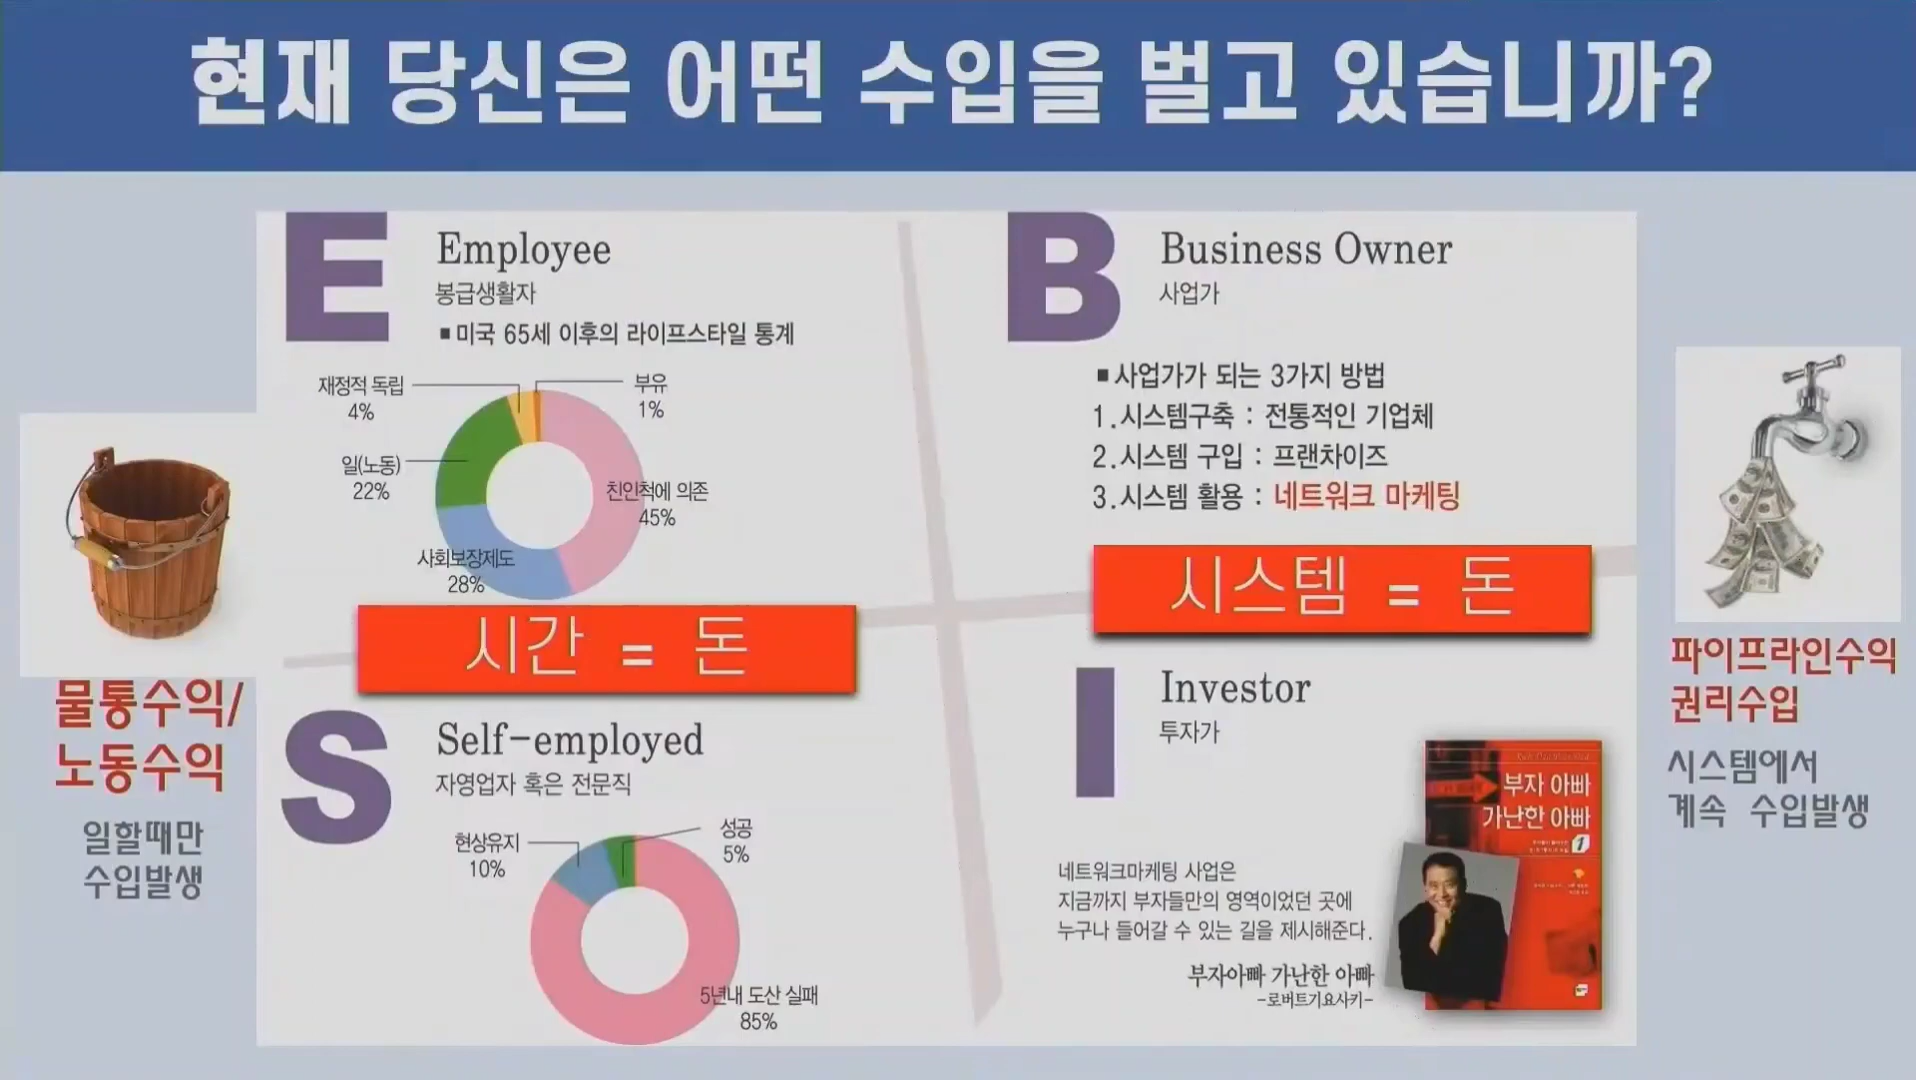 현재 당신은 어떤 수입을 벌고 있습니까?
E
Employee
봉급생활자
■ 미국 65세 이후의 라이프스타일 통계
재정적 독립
4%
부유
1%
일(노동)
22%
친인척에 의존
45%
사회보장제도
28%
시간 = 돈
S
Self-employed
자영업자 혹은 전문직
현상유지
10%
성공
5%
5년내 도산 실패
85%
B
Business Owner
사업가
■ 사업가가 되는 3가지 방법
1.시스템구축 : 전통적인 기업체
2.시스템 구입 : 프랜차이즈
3.시스템 활용 : 네트워크 마케팅
시스템 = 돈
I
Investor
투자가
네트워크마케팅 사업은
지금까지 부자들만의 영역이었던 곳에
누구나 들어갈 수 있는 길을 제시해준다.
부자아빠 가난한 아빠
-로버트기요사키-
부자 아빠
가난한 아빠
1
물통수익/
노동수익
일할때만
수입발생
파이프라인수익
권리수입
시스템에서
계속 수입발생